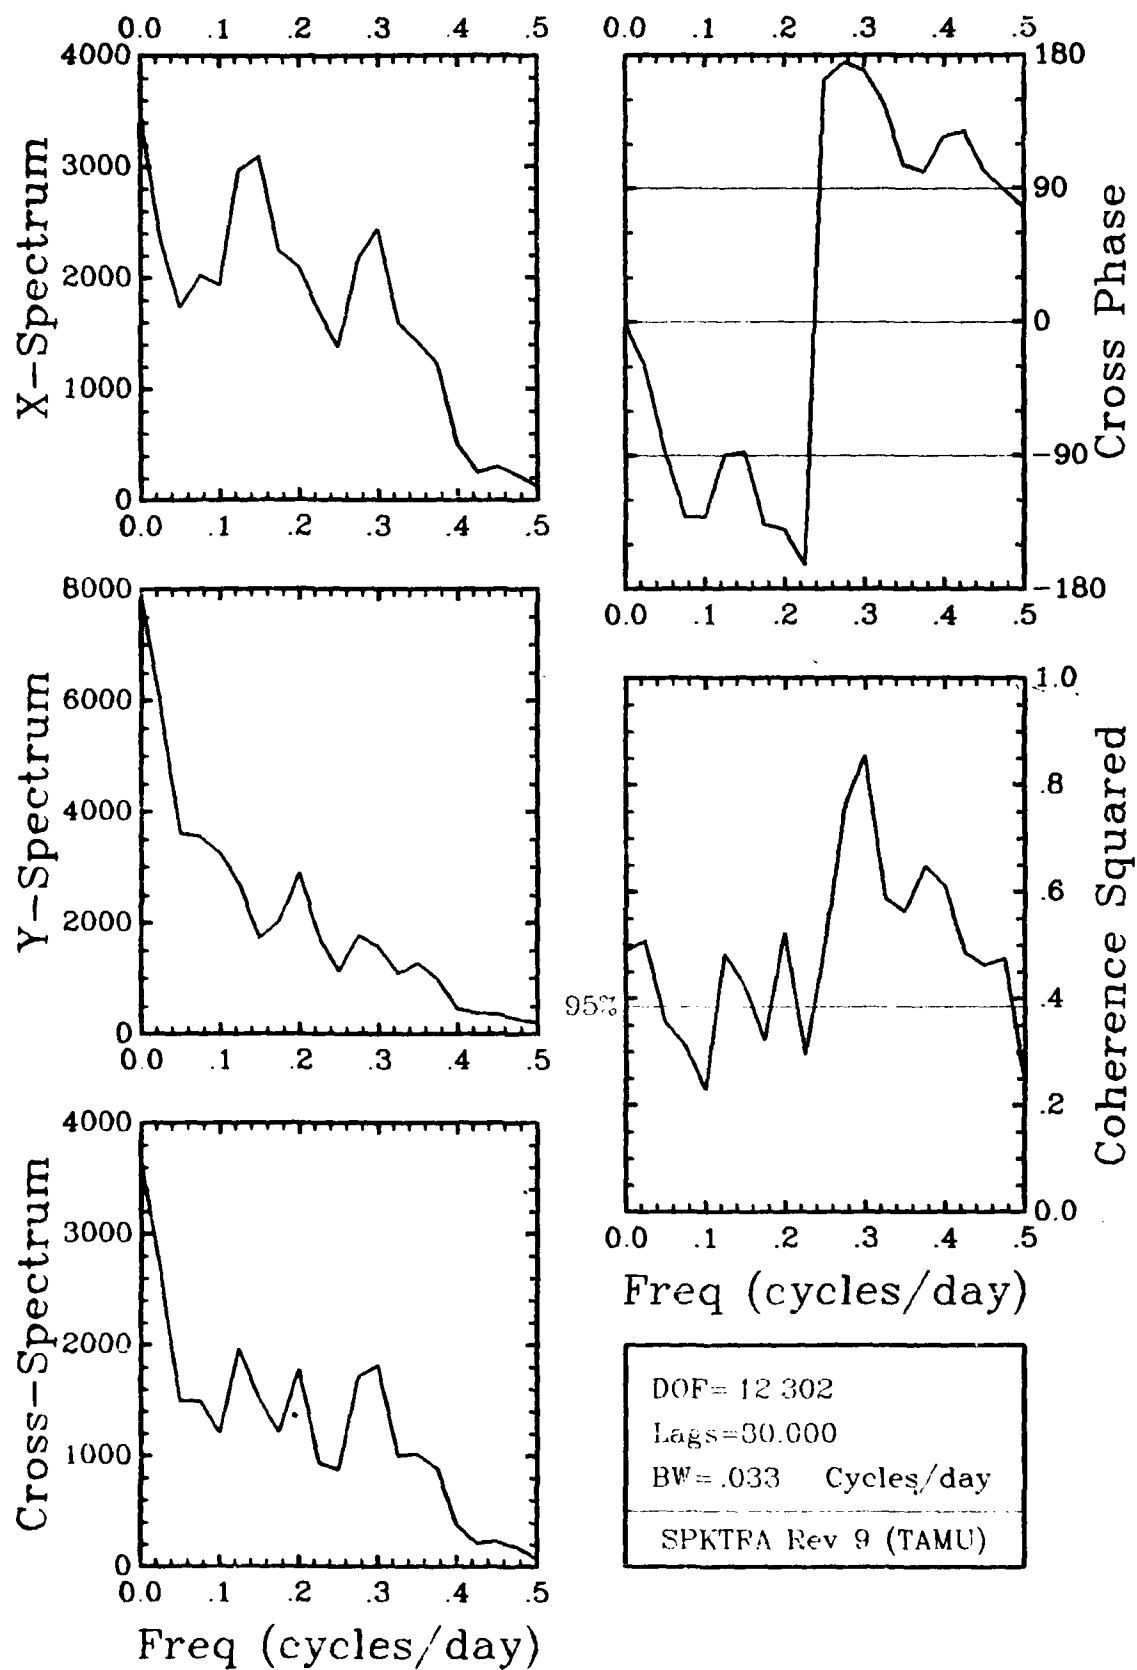 0.0 .1 .2 .3 .4 .5
4000
3000
2000
1000
0
X-Spectrum
0.0 .1 .2 .3 .4 .5
8000
6000
4000
2000
0
Y-Spectrum
0.0 .1 .2 .3 .4 .5
4000
3000
2000
1000
0
Cross-Spectrum
0.0 .1 .2 .3 .4 .5
Freq (cycles/day)
0.0 .1 .2 .3 .4 .5
180
90
0
-90
-180
Cross Phase
0.0 .1 .2 .3 .4 .5
1.0
.8
.6
.4
.2
0.0
95%
Coherence Squared
0.0 .1 .2 .3 .4 .5
Freq (cycles/day)
DOF= 12 302
Lags=30.000
BW= .033 Cycles/day
SPKTRA Rev 9 (TAMU)